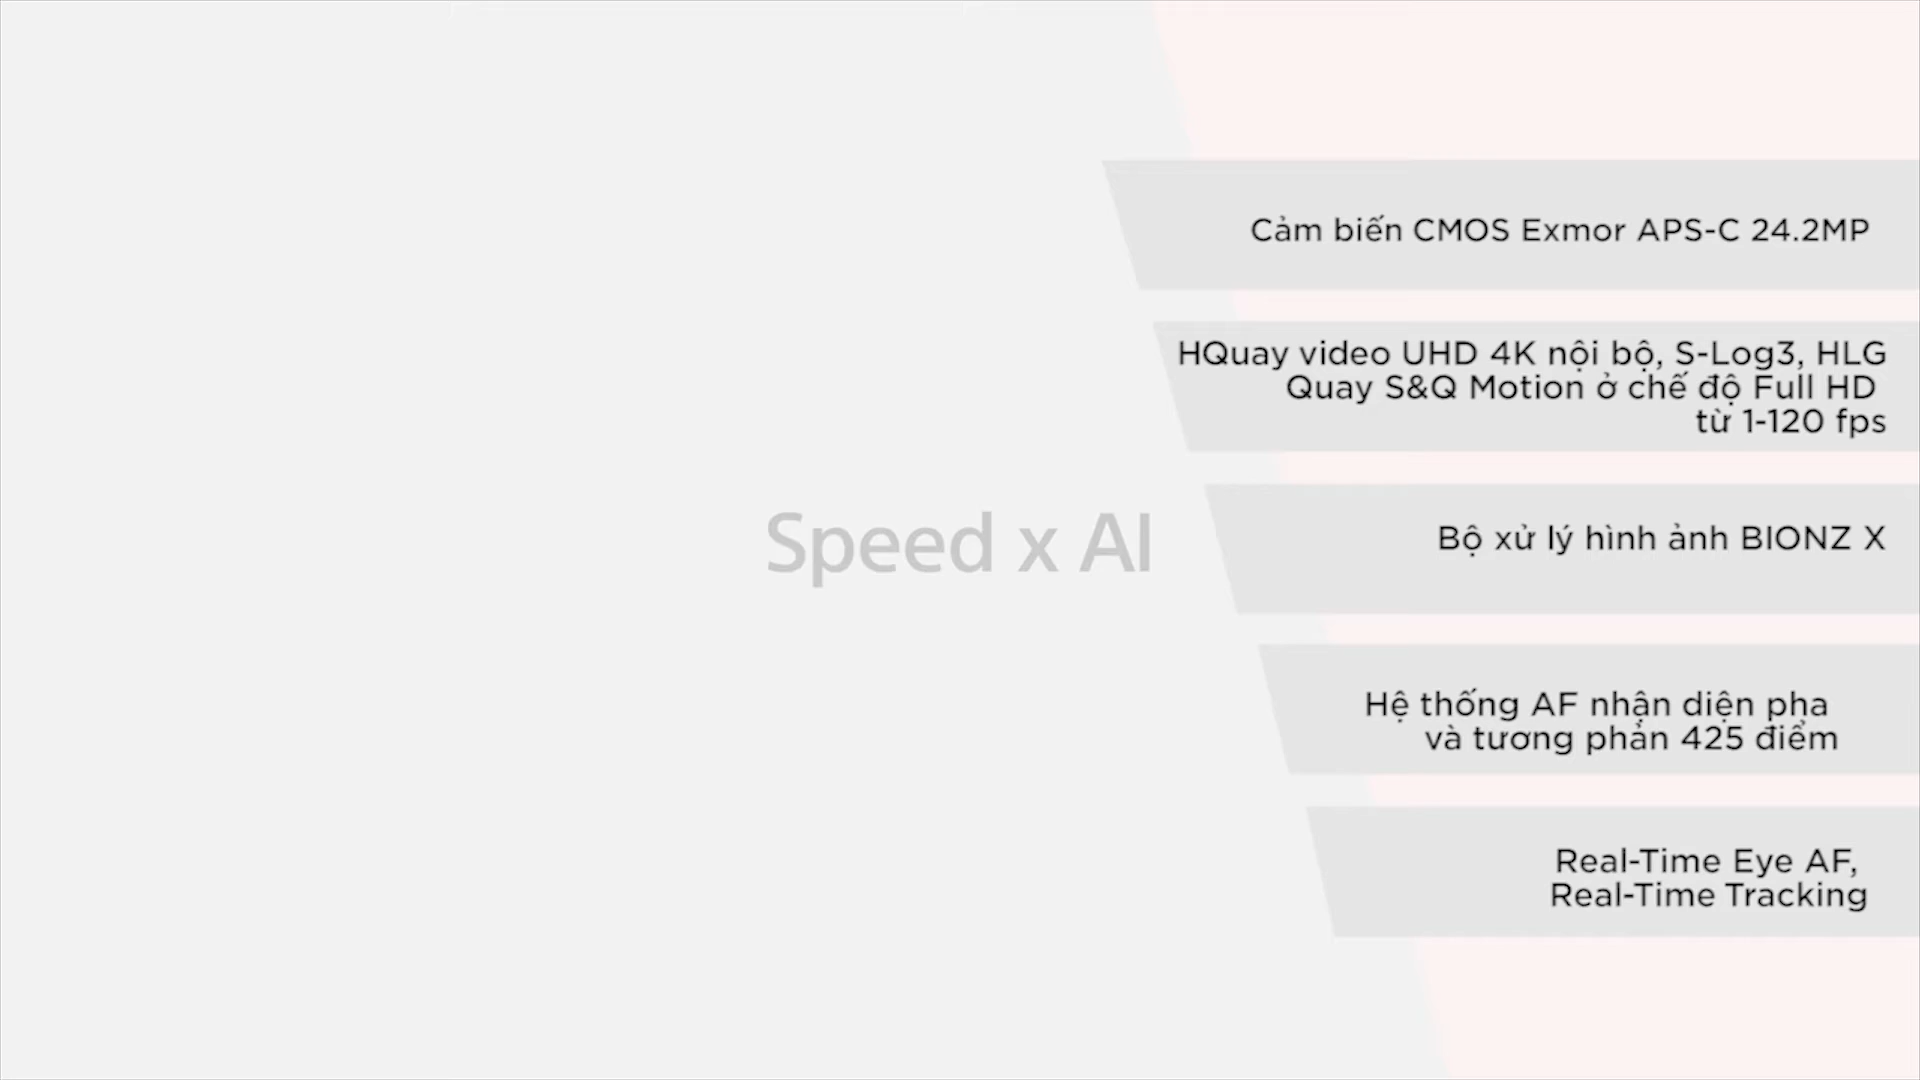 Cảm biến CMOS Exmor APS-C 24.2MP
HQuay video UHD 4K nội bộ, S-Log3, HLG
Quay S&Q Motion ở chế độ Full HD
từ 1-120 fps
Speed x AI
Bộ xử lý hình ảnh BIONZ X
Hệ thống AF nhận diện pha
và tương phản 425 điểm
Real-Time Eye AF,
Real-Time Tracking